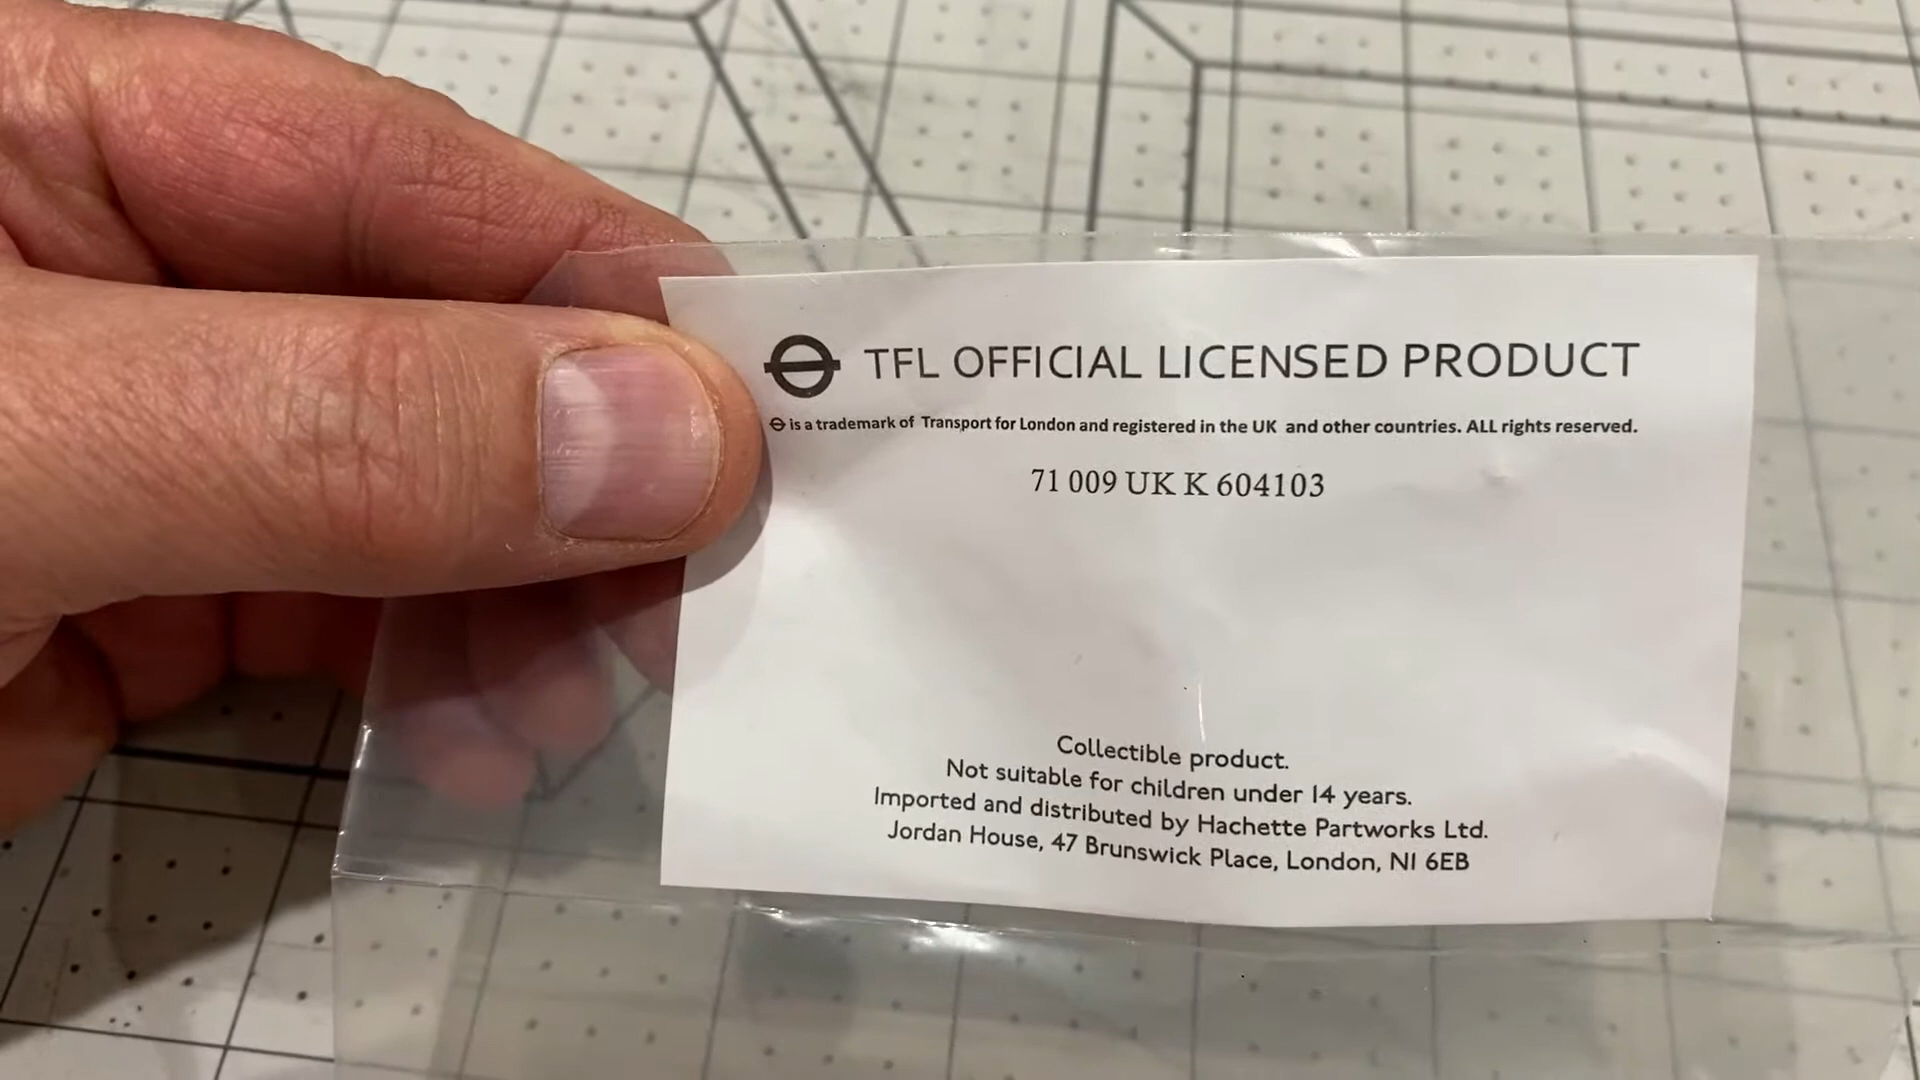 TFL OFFICIAL LICENSED PRODUCT
is a trademark of Transport for London and registered in the UK and other countries. ALL rights reserved.
71 009 UK K 604103
Collectible product.
Not suitable for children under 14 years.
Imported and distributed by Hachette Partworks Ltd.
Jordan House, 47 Brunswick Place, London, N1 6EB